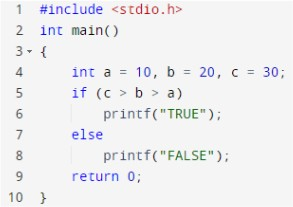 1 #include <stdio.h>
2 int main()
3 {
4     int a = 10, b = 20, c = 30;
5     if (c > b > a)
6         printf("TRUE");
7     else
8         printf("FALSE");
9     return 0;
10 }